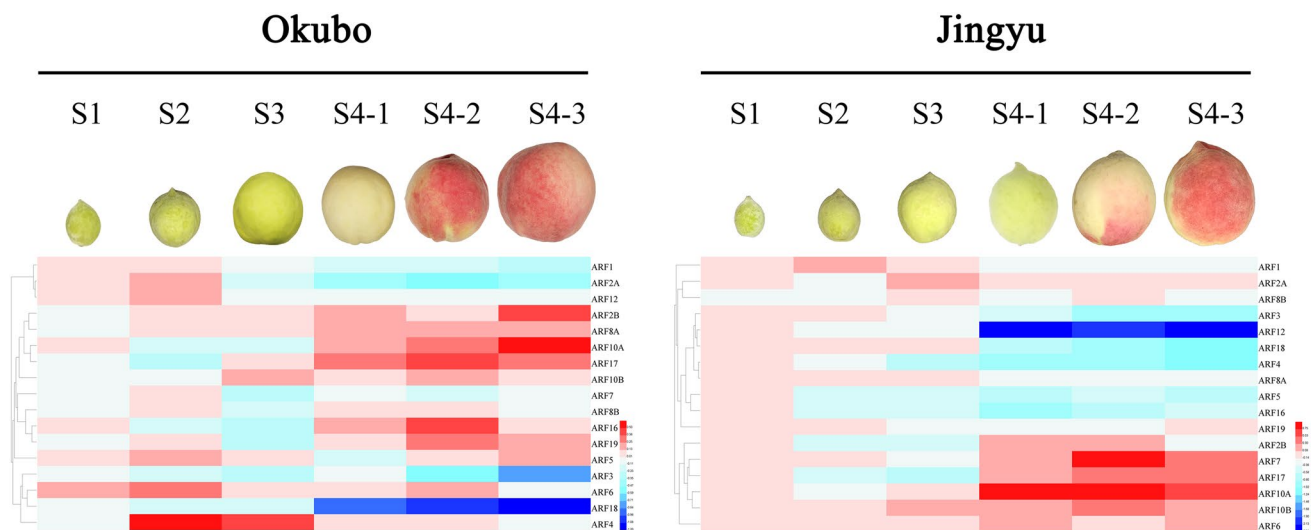 Okubo
S1 S2 S3 S4-1 S4-2 S4-3
ARF1
ARF2A
ARF12
ARF2B
ARF8A
ARF10A
ARF17
ARF10B
ARF7
ARF8B
ARF16
ARF19
ARF5
ARF3
ARF6
ARF18
ARF4
Jingyu
S1 S2 S3 S4-1 S4-2 S4-3
ARF1
ARF2A
ARF8B
ARF3
ARF12
ARF18
ARF4
ARF8A
ARF5
ARF16
ARF19
ARF2B
ARF7
ARF17
ARF10A
ARF10B
ARF6